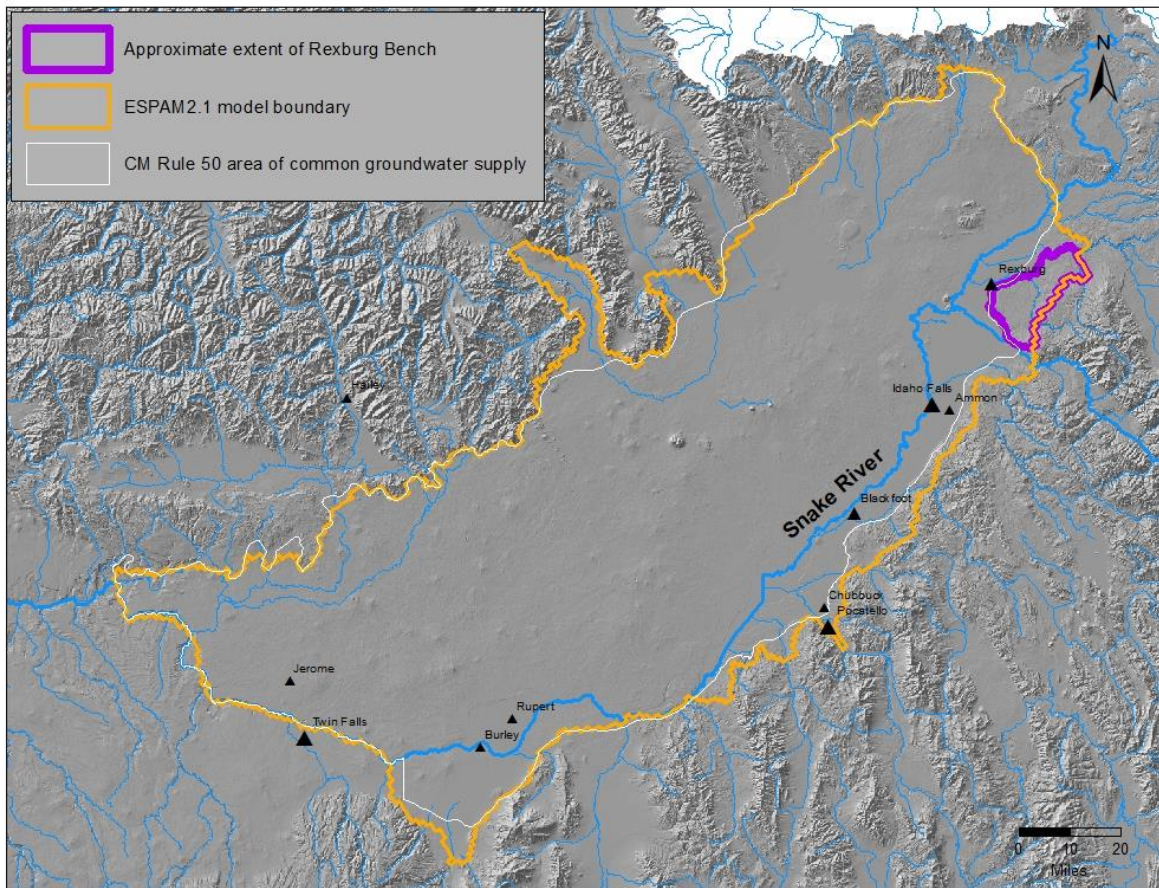 Approximate extent of Rexburg Bench
ESPAM2.1 model boundary
CM Rule 50 area of common groundwater supply
N
Rexburg
Hailey
Idaho Falls
Ammon
Snake River
Blackfoot
Chubbuck
Pocatello
Jerome
Rupert
Twin Falls
Burley
0 10 20
Miles